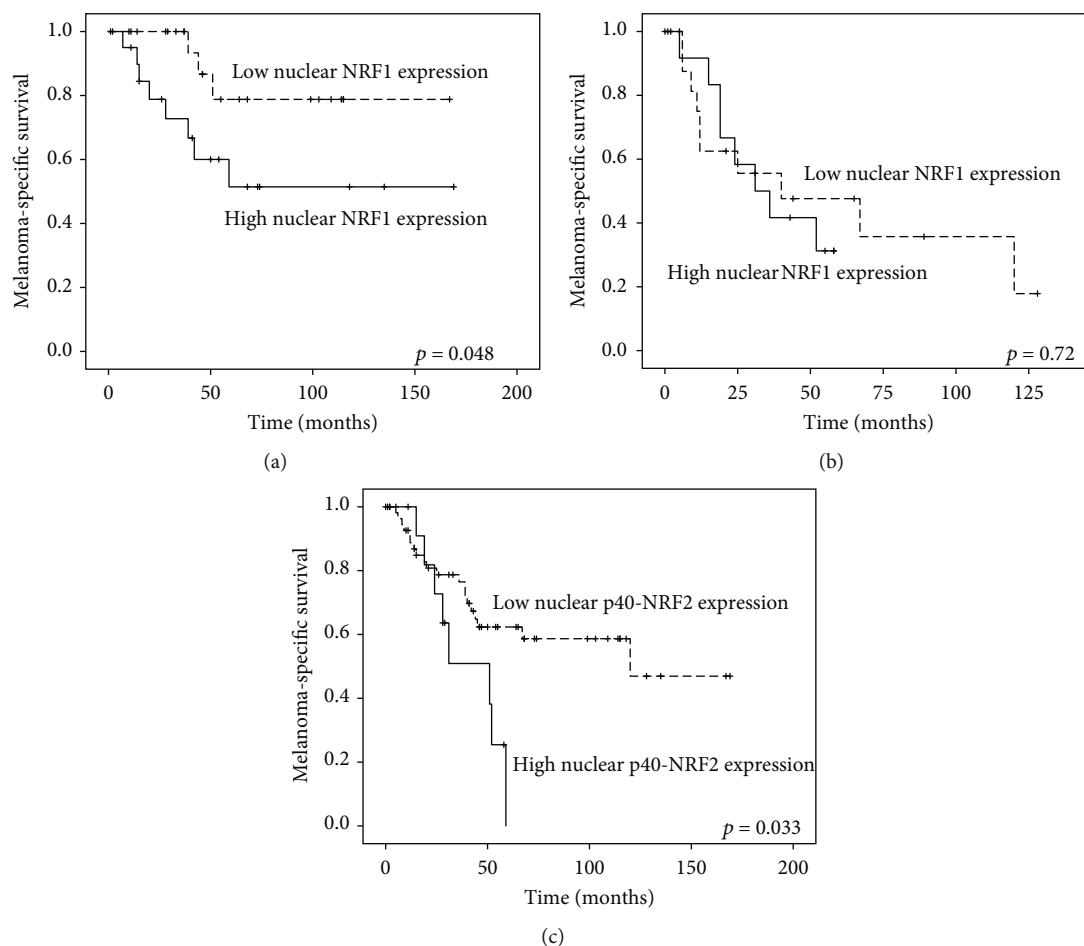 1.0
0.8
0.6
0.4
0.2
0.0
Melanoma-specific survival
Low nuclear NRF1 expression
High nuclear NRF1 expression
p = 0.048
0
50
100
150
200
Time (months)
(a)
1.0
0.8
0.6
0.4
0.2
0.0
Melanoma-specific survival
Low nuclear NRF1 expression
High nuclear NRF1 expression
p = 0.72
0
25
50
75
100
125
Time (months)
(b)
1.0
0.8
0.6
0.4
0.2
0.0
Melanoma-specific survival
Low nuclear p40-NRF2 expression
High nuclear p40-NRF2 expression
p = 0.033
0
50
100
150
200
Time (months)
(c)